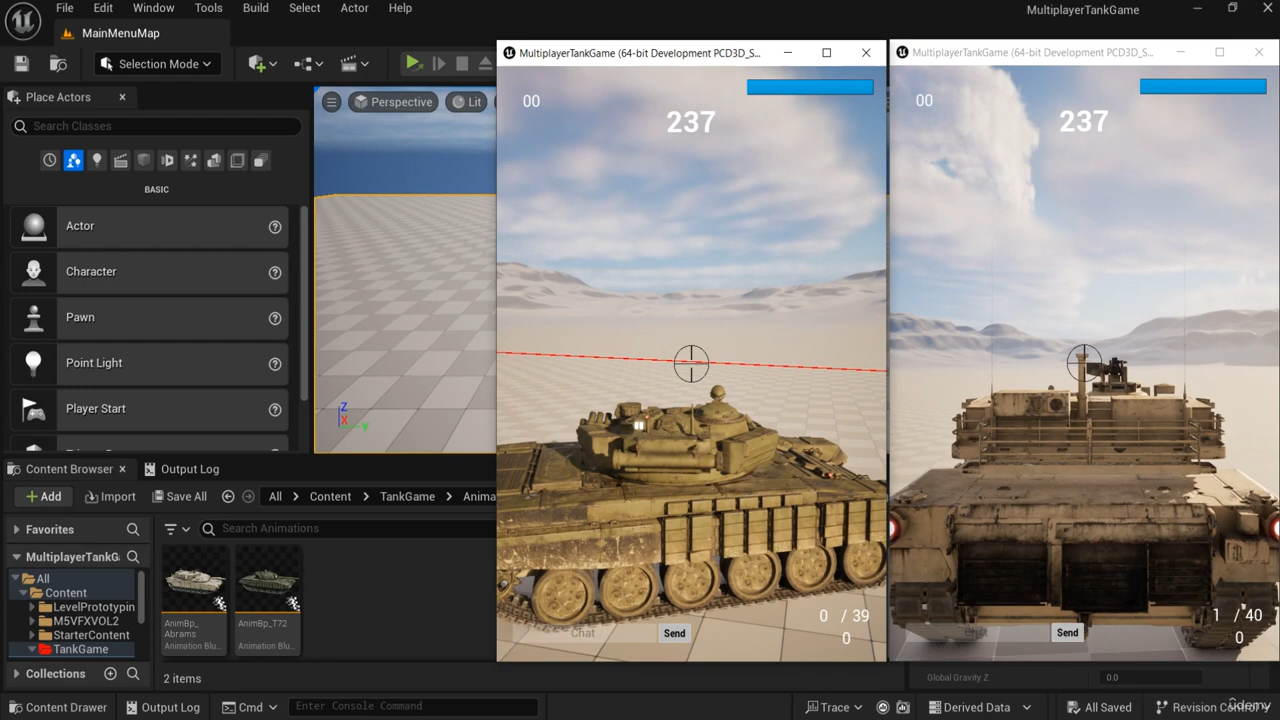 File Edit Window Tools Build Select Actor Help
MultiplayerTankGame
MainMenuMap
Selection Mode
Place Actors
Search Classes
BASIC
Actor
Character
Pawn
Point Light
Player Start
Perspective Lit
MultiplayerTankGame (64-bit Development PCD3D_S...
00
237
0 / 39
0
Chat Send
MultiplayerTankGame (64-bit Development PCD3D_S...
00
237
1 / 40
0
Send
Content Browser Output Log
Add Import Save All All Content TankGame Anima
Favorites
Search Animations
MultiplayerTankG
All
Content
LevelPrototypin
M5VFXVOL2
StarterContent
TankGame
Collections
AnimBp_
Abrams
Animation Blu...
AnimBp_T72
Animation Blu...
2 items
Global Gravity Z 0.0
Content Drawer Output Log Cmd Enter Console Command Trace Derived Data All Saved Revision Control
Udemy